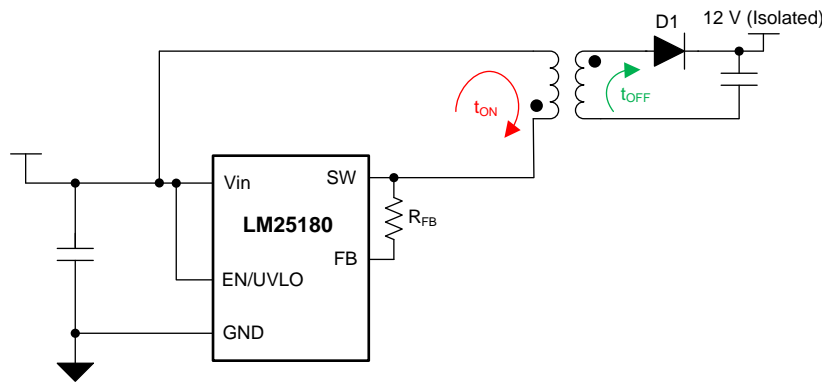 D1
12 V (Isolated)
tON
tOFF
Vin
SW
LM25180
RFB
FB
EN/UVLO
GND